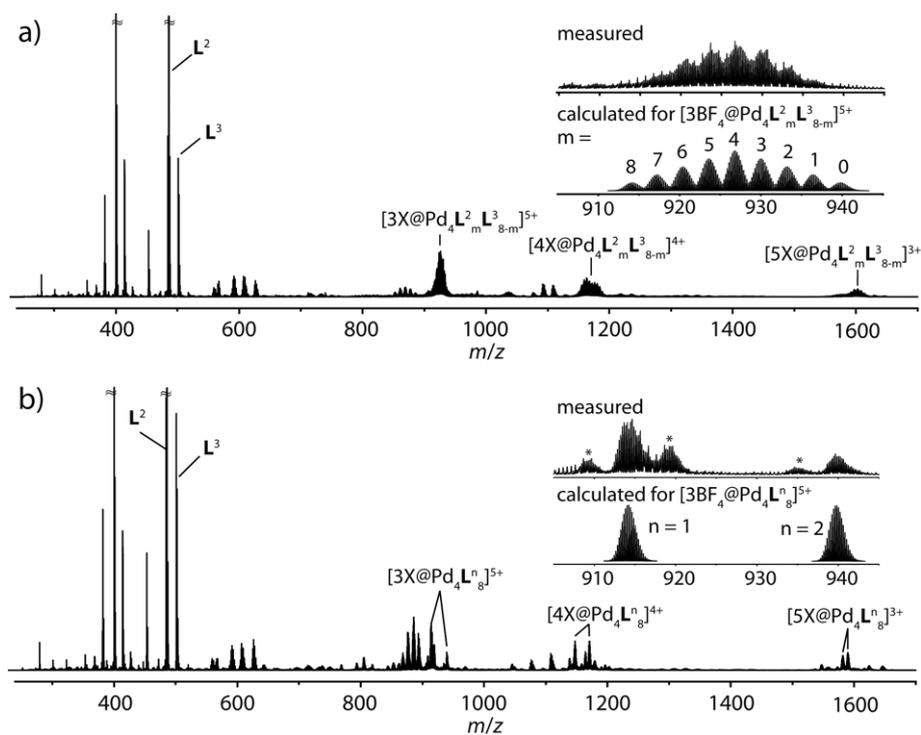 a)
L²
L³
measured
calculated for [3BF₄@Pd₄L²ₘL³₈₋ₘ]⁵⁺
m =
8 7 6 5 4 3 2 1 0
910 920 930 940
[3X@Pd₄L²ₘL³₈₋ₘ]⁵⁺
[4X@Pd₄L²ₘL³₈₋ₘ]⁴⁺
[5X@Pd₄L²ₘL³₈₋ₘ]³⁺
400 600 800 1000 1200 1400 1600
m/z
b)
L²
L³
measured
* * *
calculated for [3BF₄@Pd₄Lⁿ₈]⁵⁺
n = 1 n = 2
910 920 930 940
[3X@Pd₄Lⁿ₈]⁵⁺
[4X@Pd₄Lⁿ₈]⁴⁺
[5X@Pd₄Lⁿ₈]³⁺
400 600 800 1000 1200 1400 1600
m/z